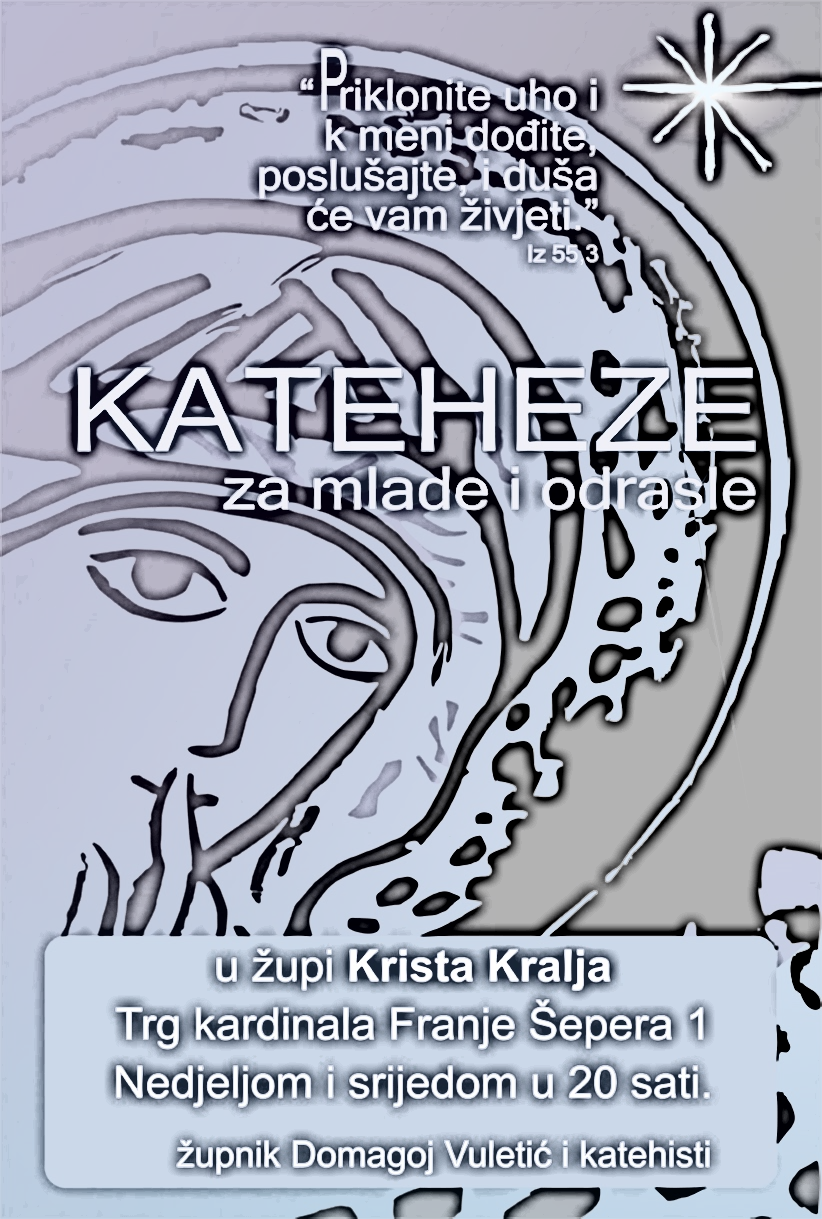 “Priklonite uho i
k meni dođite,
poslušajte, i duša
će vam živjeti.”
Iz 55.3
KATEHEZE
za mlade i odrasle
u župi Krista Kralja
Trg kardinala Franje Šepera 1
Nedjeljom i srijedom u 20 sati.
župnik Domagoj Vuletić i katehisti